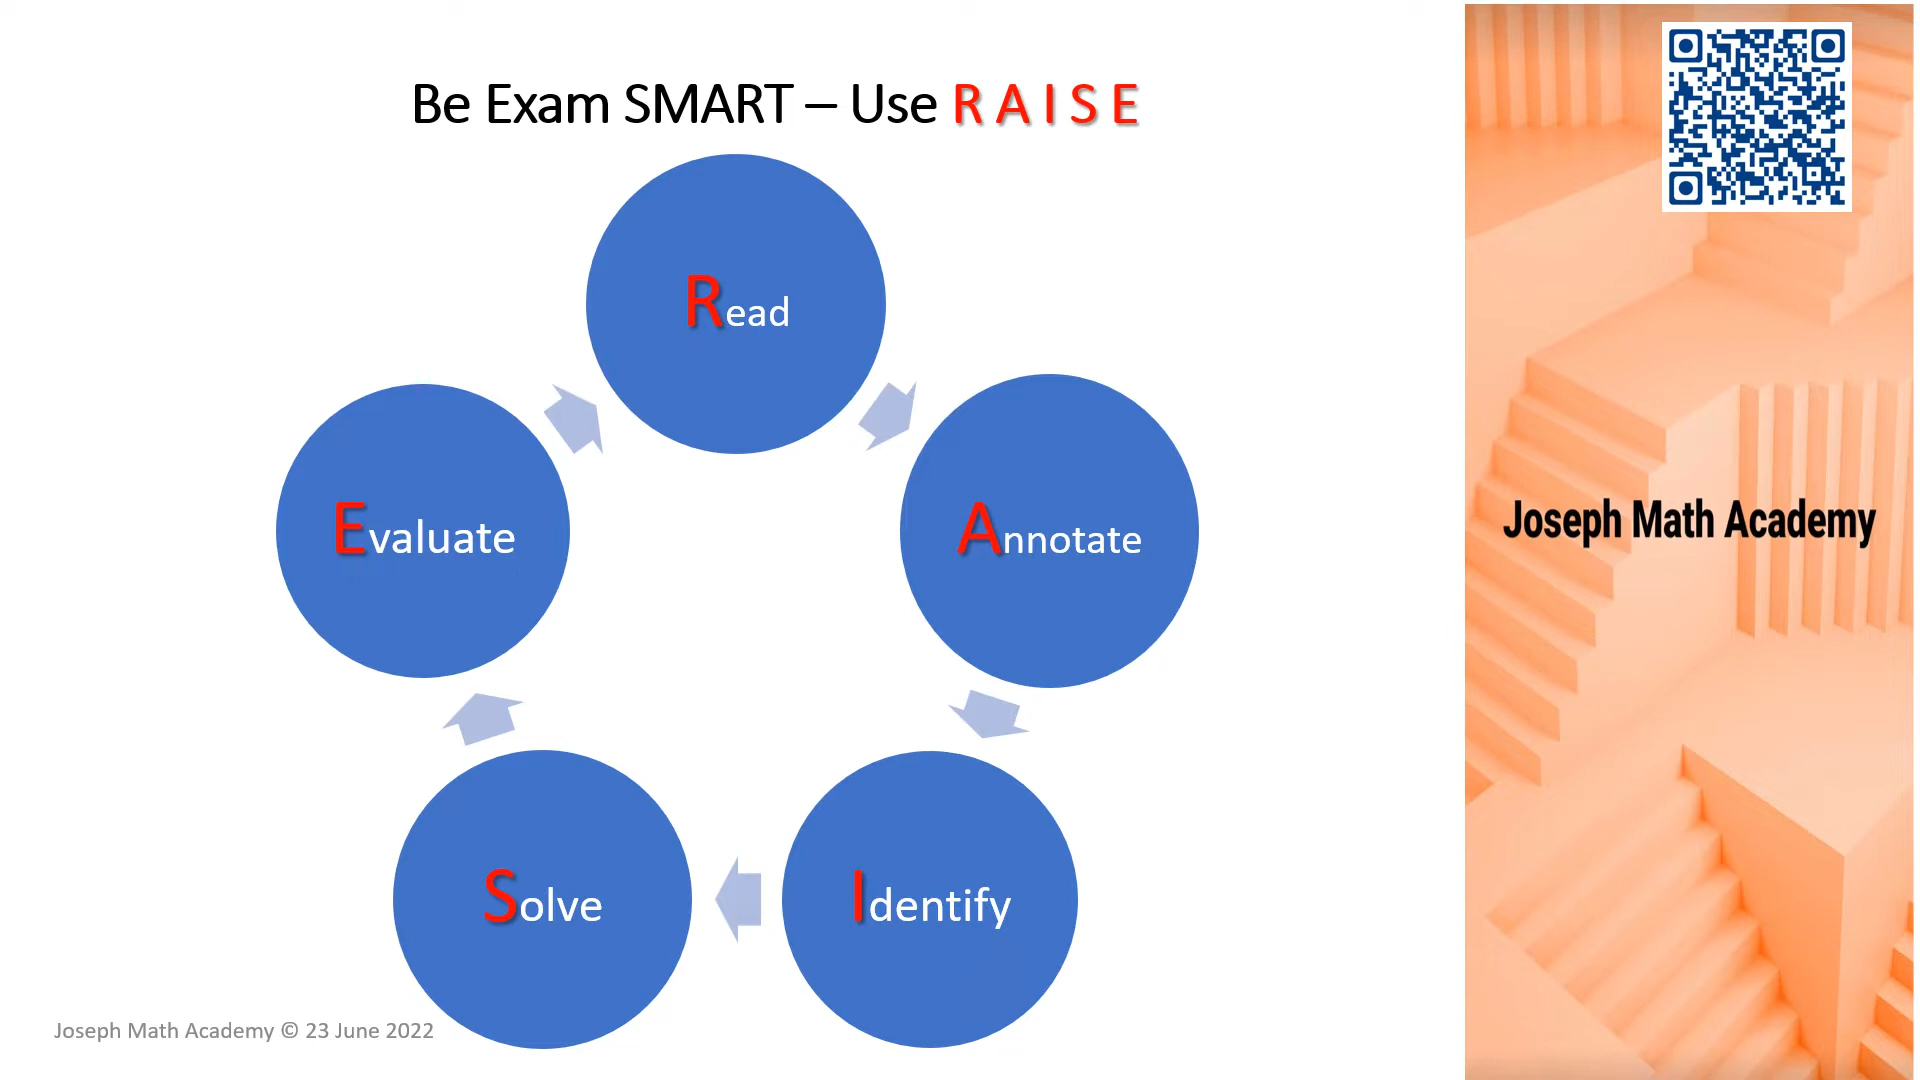 Be Exam SMART – Use R A I S E
Read
Annotate
Identify
Solve
Evaluate
Joseph Math Academy
Joseph Math Academy © 23 June 2022